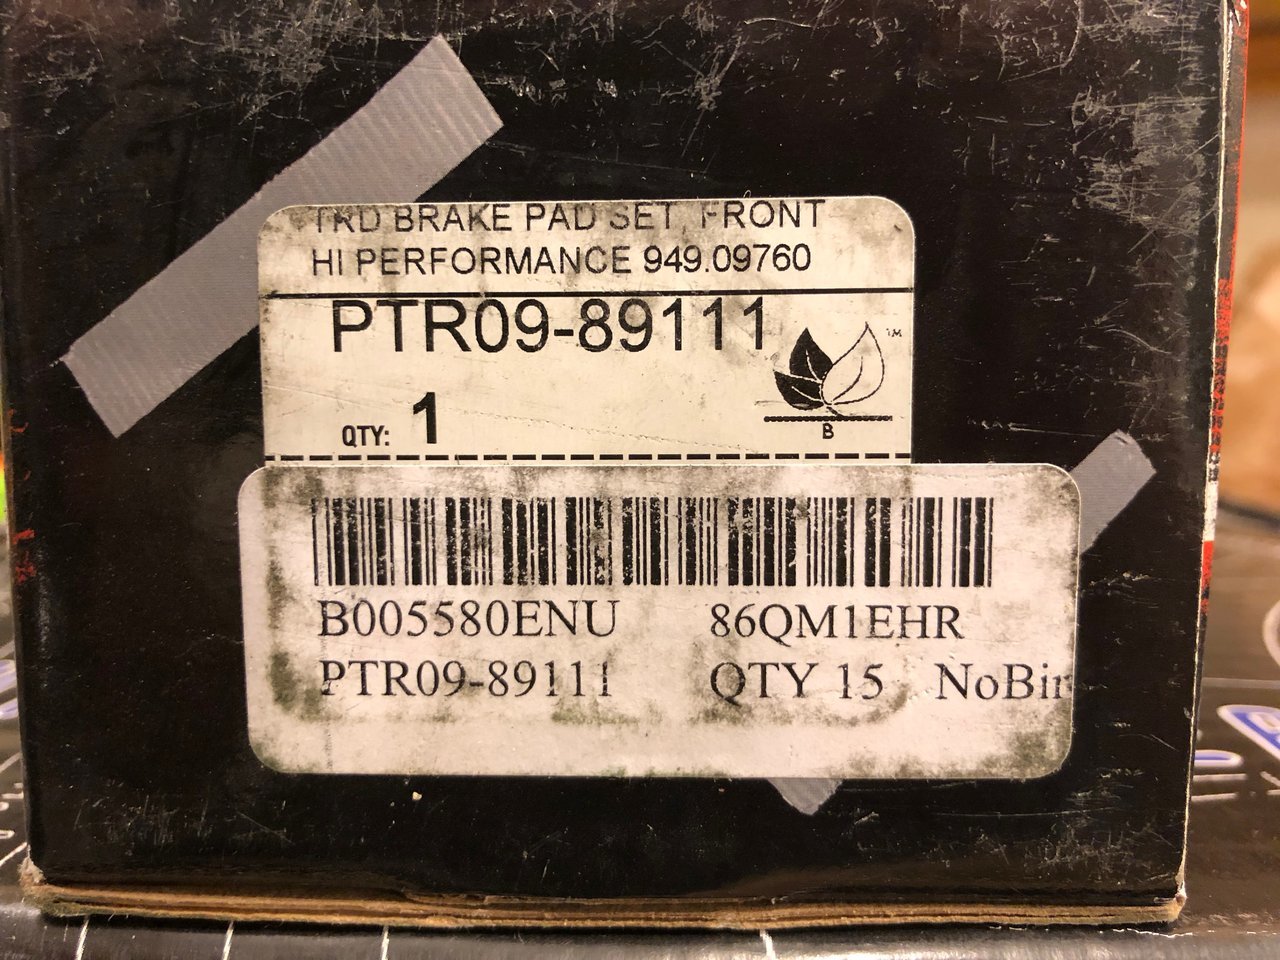 TRD BRAKE PAD SET, FRONT
HI PERFORMANCE 949.09760
PTR09-89111
™
QTY: 1
B
B005580ENU 86QM1EHR
PTR09-89111 QTY 15 NoBin